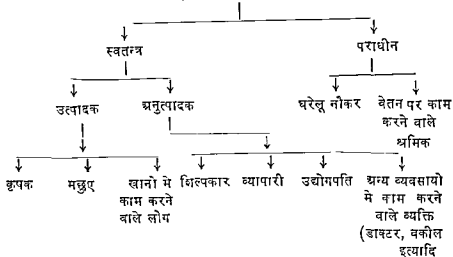 स्वतन्त्र पराधीन
उत्पादक अनुत्पादक घरेलू नौकर वेतन पर काम
करने वाले
श्रमिक
कृषक मछुए खानो मे शिल्पकार व्यापारी उद्योगपति अन्य व्यवसायो
काम करने मे काम करने
वाले लोग वाले व्यक्ति
(डाक्टर, वकील
इत्यादि